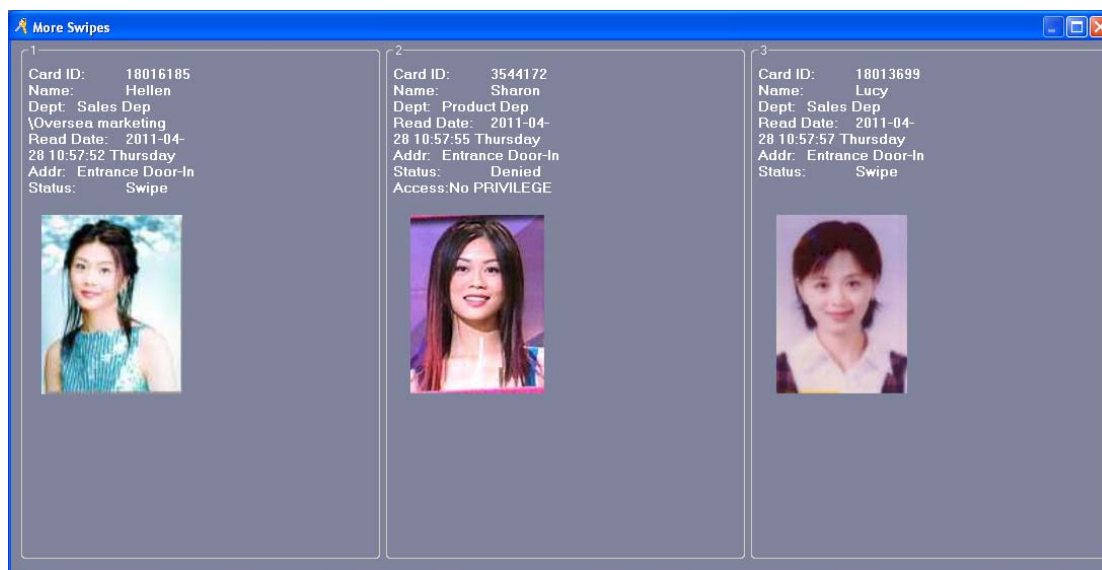 More Swipes
1
Card ID: 18016185
Name: Hellen
Dept: Sales Dep
\Oversea marketing
Read Date: 2011-04-
28 10:57:52 Thursday
Addr: Entrance Door-In
Status: Swipe
2
Card ID: 3544172
Name: Sharon
Dept: Product Dep
Read Date: 2011-04-
28 10:57:55 Thursday
Addr: Entrance Door-In
Status: Denied
Access:No PRIVILEGE
3
Card ID: 18013699
Name: Lucy
Dept: Sales Dep
Read Date: 2011-04-
28 10:57:57 Thursday
Addr: Entrance Door-In
Status: Swipe